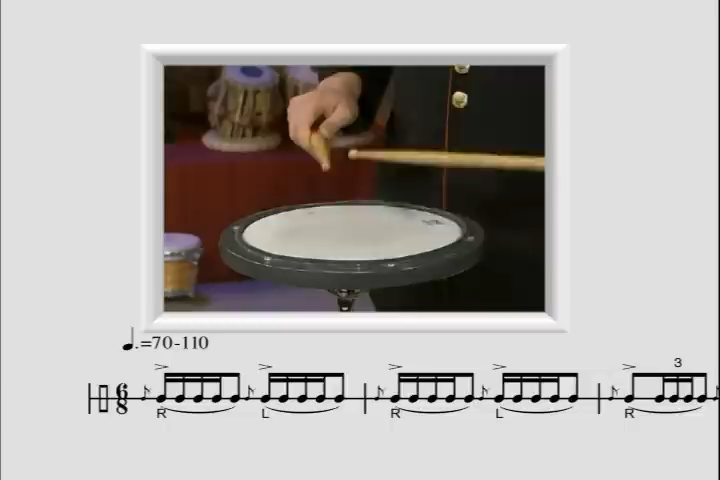 ♩.=70-110
> > > > > 3
6
8
R L R L R